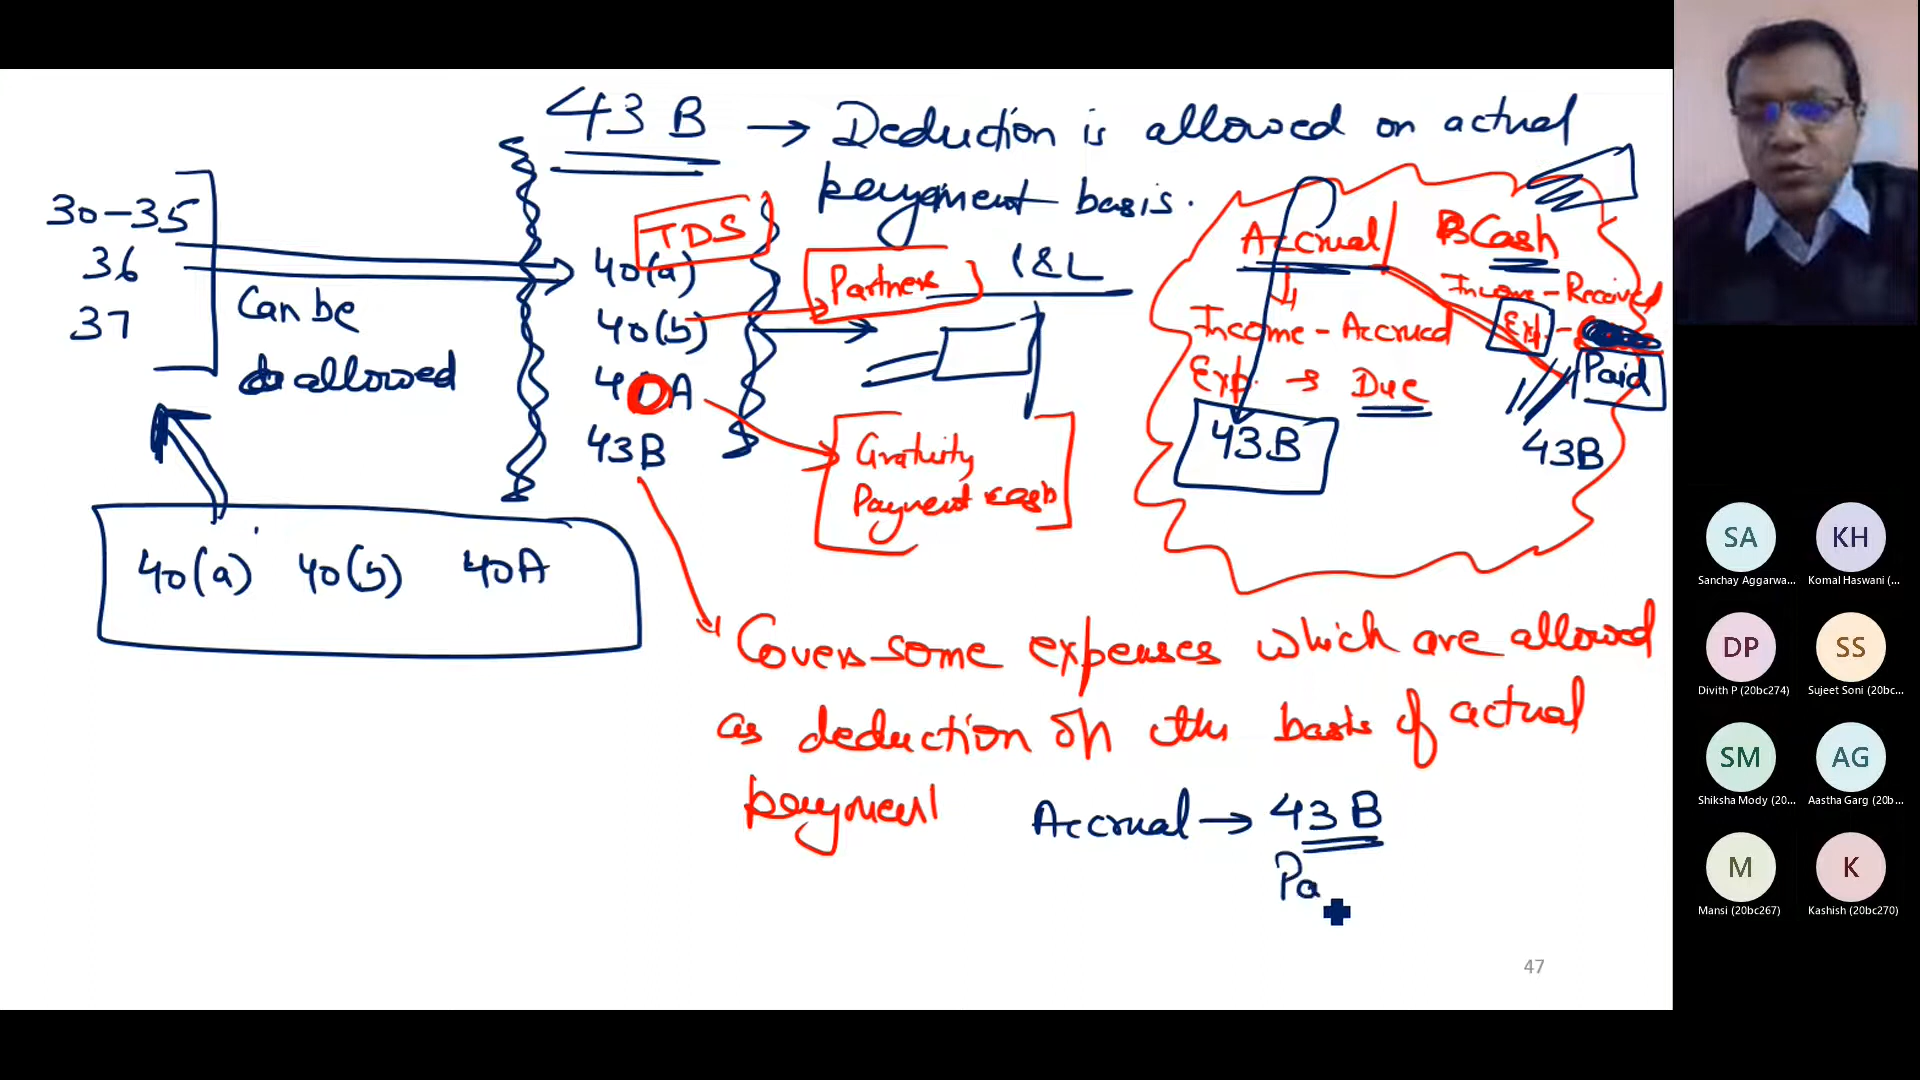 43 B → Deduction is allowed on actual
payment basis.
30-35
36
37
Can be
allowed
TDS
40(a)
40(b)
40A
43B
Partners
P&L
Gratuity
Payment cash
Accrual / Cash
Income - Accrued
Exp. → Due
43B
Income - Received
Exp. -
Paid
43B
40(a) 40(b) 40A
Covers some expenses which are allowed
as deduction on the basis of actual
payment
Accrual → 43 B
Pa
47
SA
Sanchay Aggarwa...
KH
Komal Haswani (...
DP
Divith P (20bc274)
SS
Sujeet Soni (20bc...
SM
Shiksha Mody (20...
AG
Aastha Garg (20b...
M
Mansi (20bc267)
K
Kashish (20bc270)